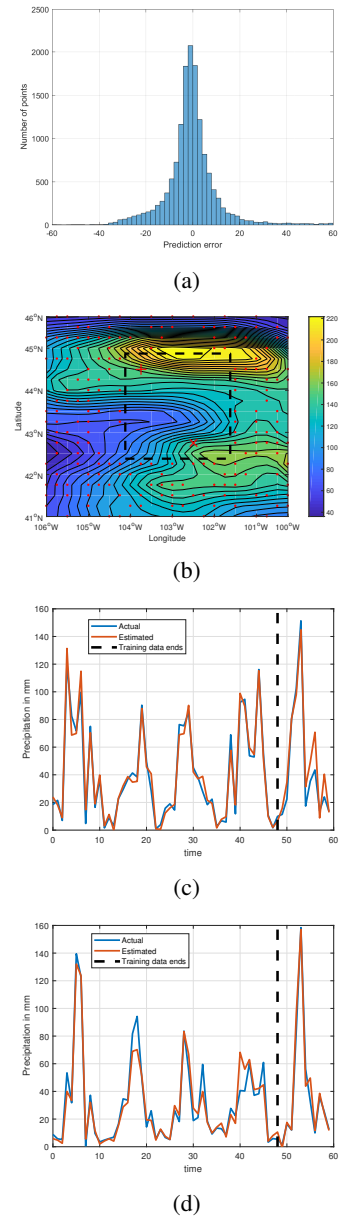 2500
2000
1500
1000
500
0
Number of points
-60 -40 -20 0 20 40 60
Prediction error
(a)
46°N
45°N
44°N
43°N
42°N
41°N
Latitude
106°W 105°W 104°W 103°W 102°W 101°W 100°W
Longitude
220
200
180
160
140
120
100
80
60
40
(b)
160
140
120
100
80
60
40
20
0
Precipitation in mm
Actual
Estimated
Training data ends
0 10 20 30 40 50 60
time
(c)
160
140
120
100
80
60
40
20
0
Precipitation in mm
Actual
Estimated
Training data ends
0 10 20 30 40 50 60
time
(d)